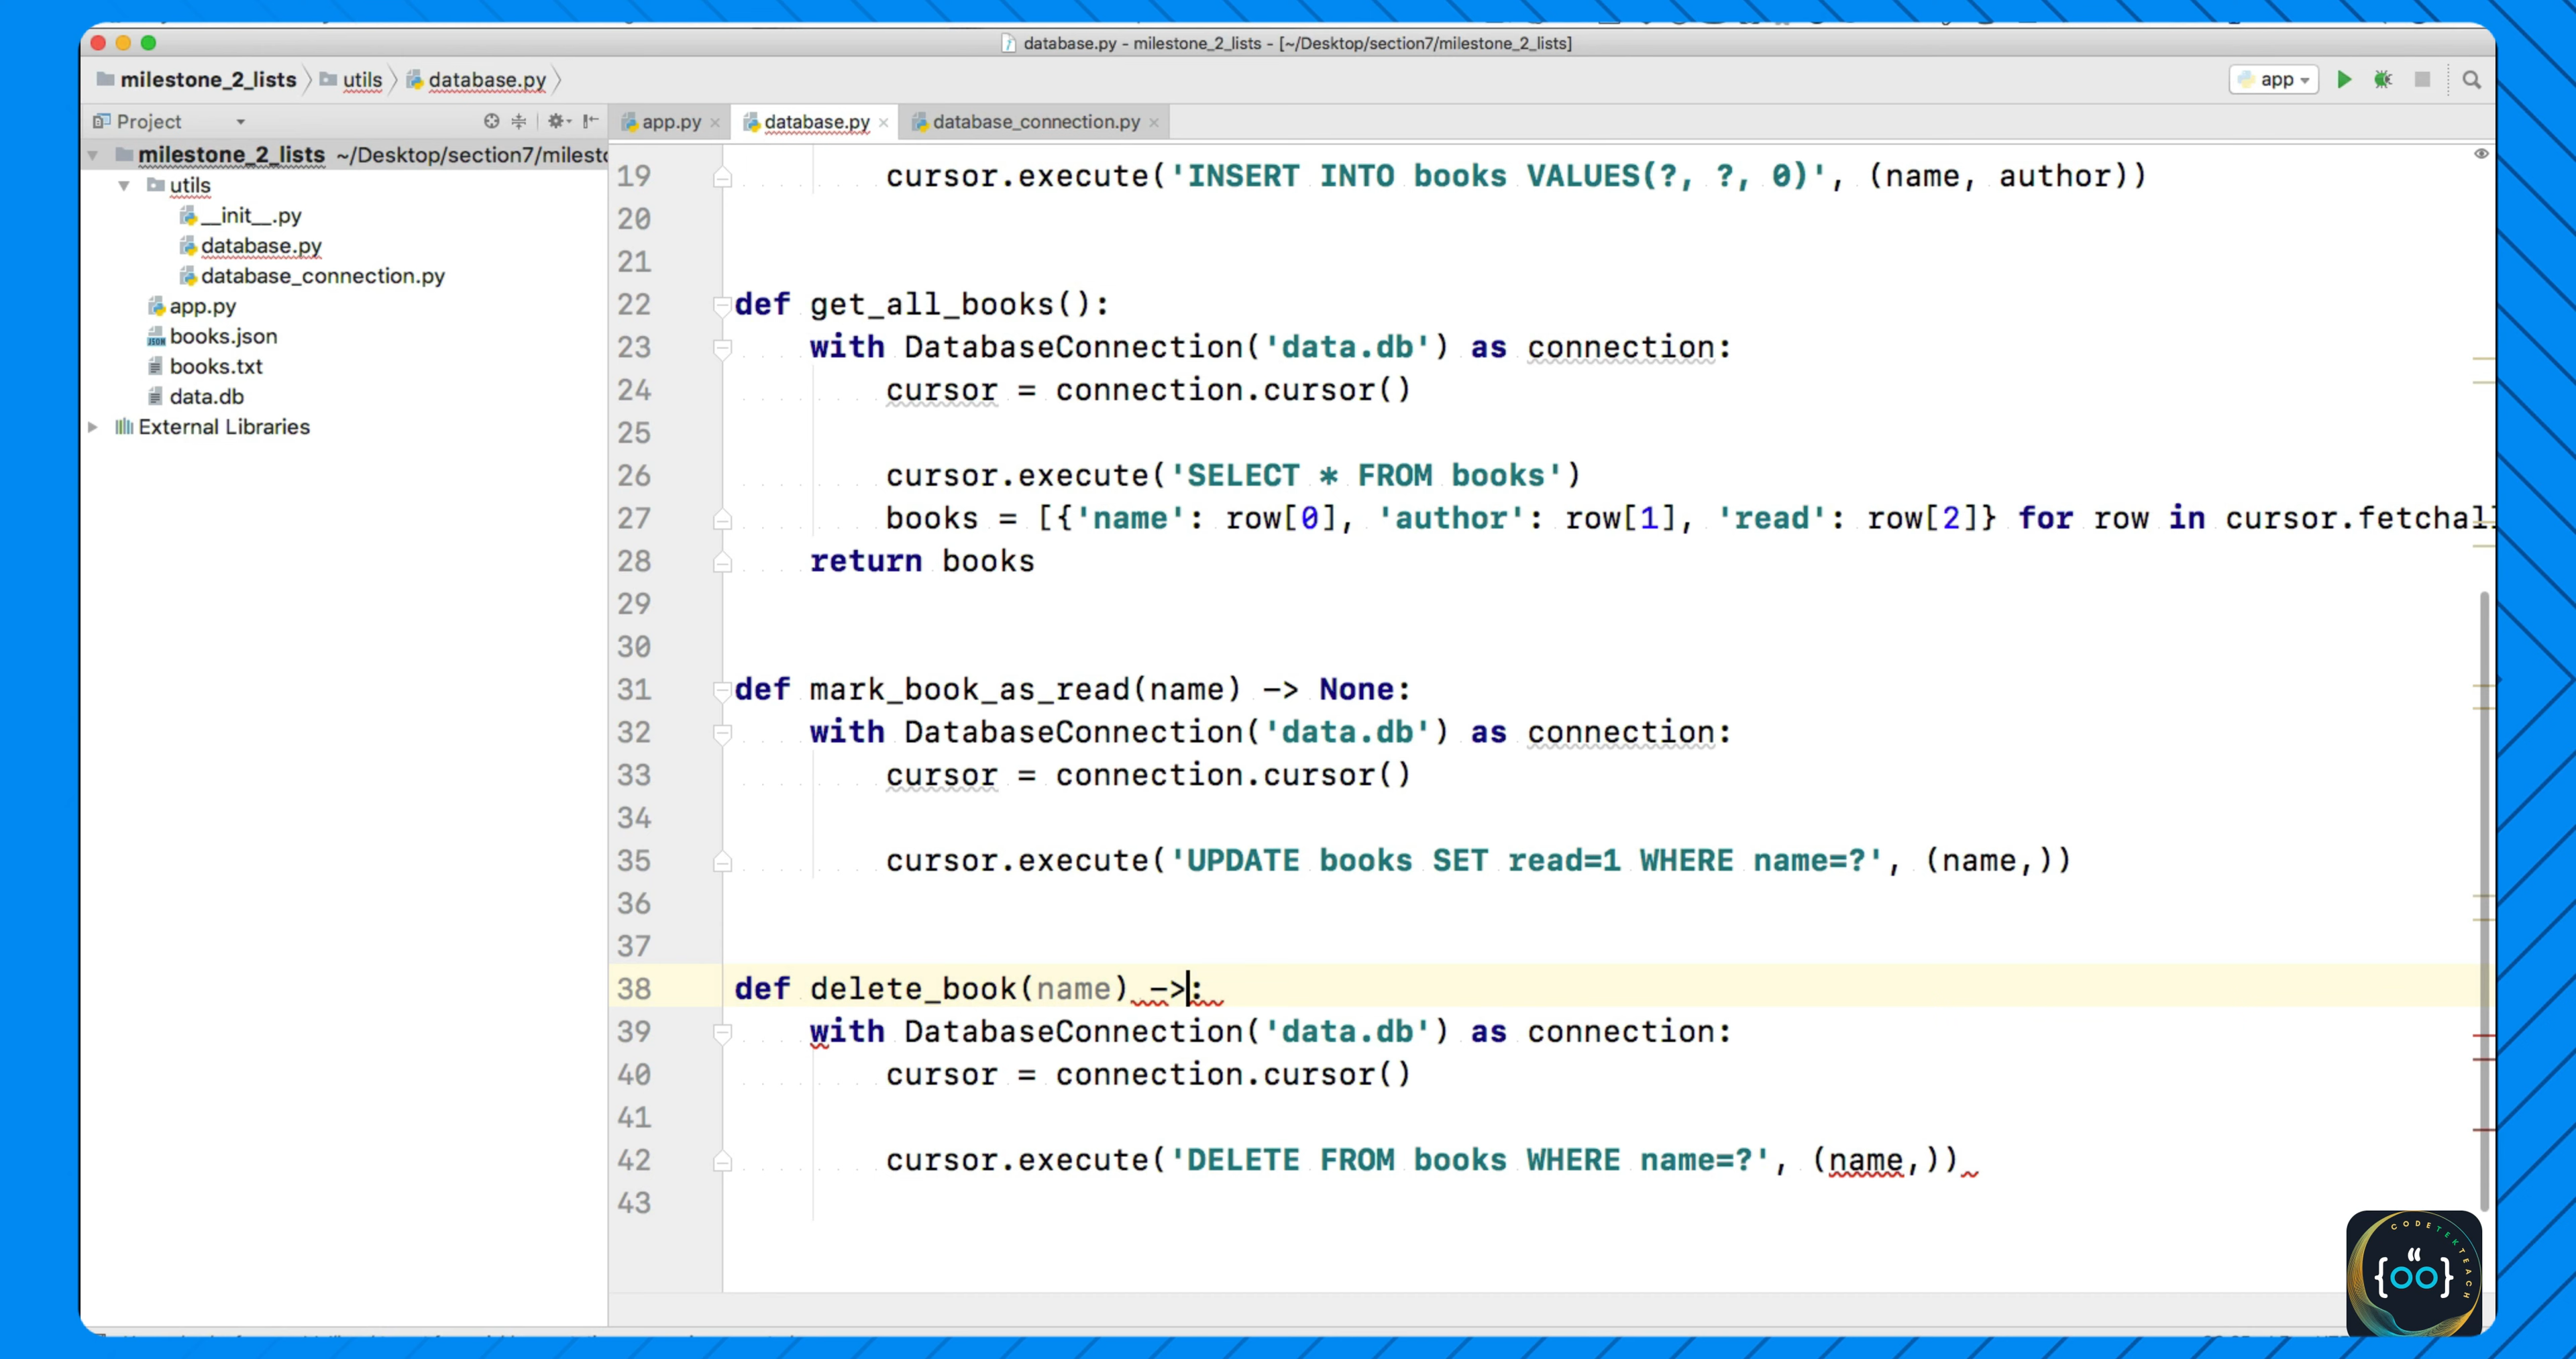 database.py - milestone_2_lists - [~/Desktop/section7/milestone_2_lists]
milestone_2_lists utils database.py
app
Project
app.py database.py database_connection.py
milestone_2_lists ~/Desktop/section7/milest
utils
__init__.py
database.py
database_connection.py
app.py
books.json
books.txt
data.db
External Libraries
19 cursor.execute('INSERT INTO books VALUES(?, ?, 0)', (name, author))
20
21
22 def get_all_books():
23 with DatabaseConnection('data.db') as connection:
24 cursor = connection.cursor()
25
26 cursor.execute('SELECT * FROM books')
27 books = [{'name': row[0], 'author': row[1], 'read': row[2]} for row in cursor.fetchal
28 return books
29
30
31 def mark_book_as_read(name) -> None:
32 with DatabaseConnection('data.db') as connection:
33 cursor = connection.cursor()
34
35 cursor.execute('UPDATE books SET read=1 WHERE name=?', (name,))
36
37
38 def delete_book(name) ->:
39 with DatabaseConnection('data.db') as connection:
40 cursor = connection.cursor()
41
42 cursor.execute('DELETE FROM books WHERE name=?', (name,))
43
CODETEKTEACH
{oo}